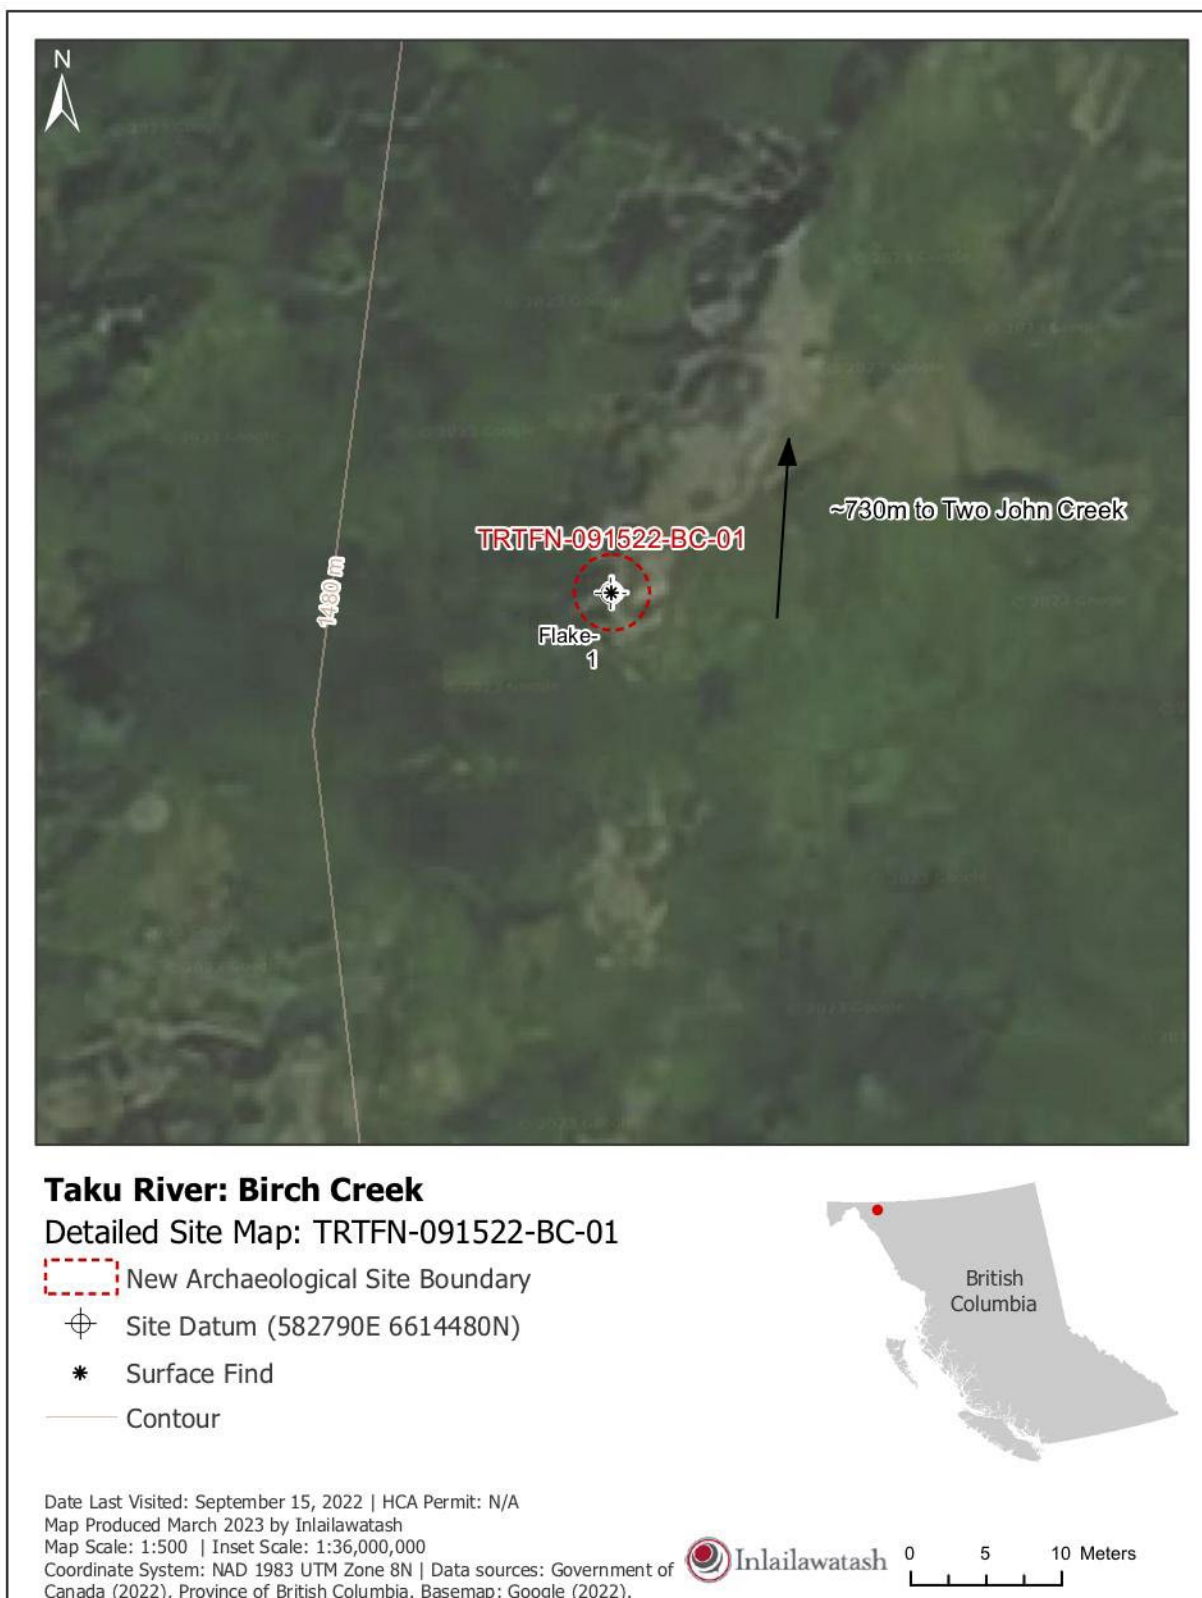 N
~730m to Two John Creek
TRTFN-091522-BC-01
1480 m
Flake-
1
© 2023 Google
Taku River: Birch Creek
Detailed Site Map: TRTFN-091522-BC-01
New Archaeological Site Boundary
Site Datum (582790E 6614480N)
Surface Find
Contour
British
Columbia
Date Last Visited: September 15, 2022 | HCA Permit: N/A
Map Produced March 2023 by Inlailawatash
Map Scale: 1:500 | Inset Scale: 1:36,000,000
Coordinate System: NAD 1983 UTM Zone 8N | Data sources: Government of
Canada (2022), Province of British Columbia. Basemap: Google (2022).
Inlailawatash
0 5 10 Meters